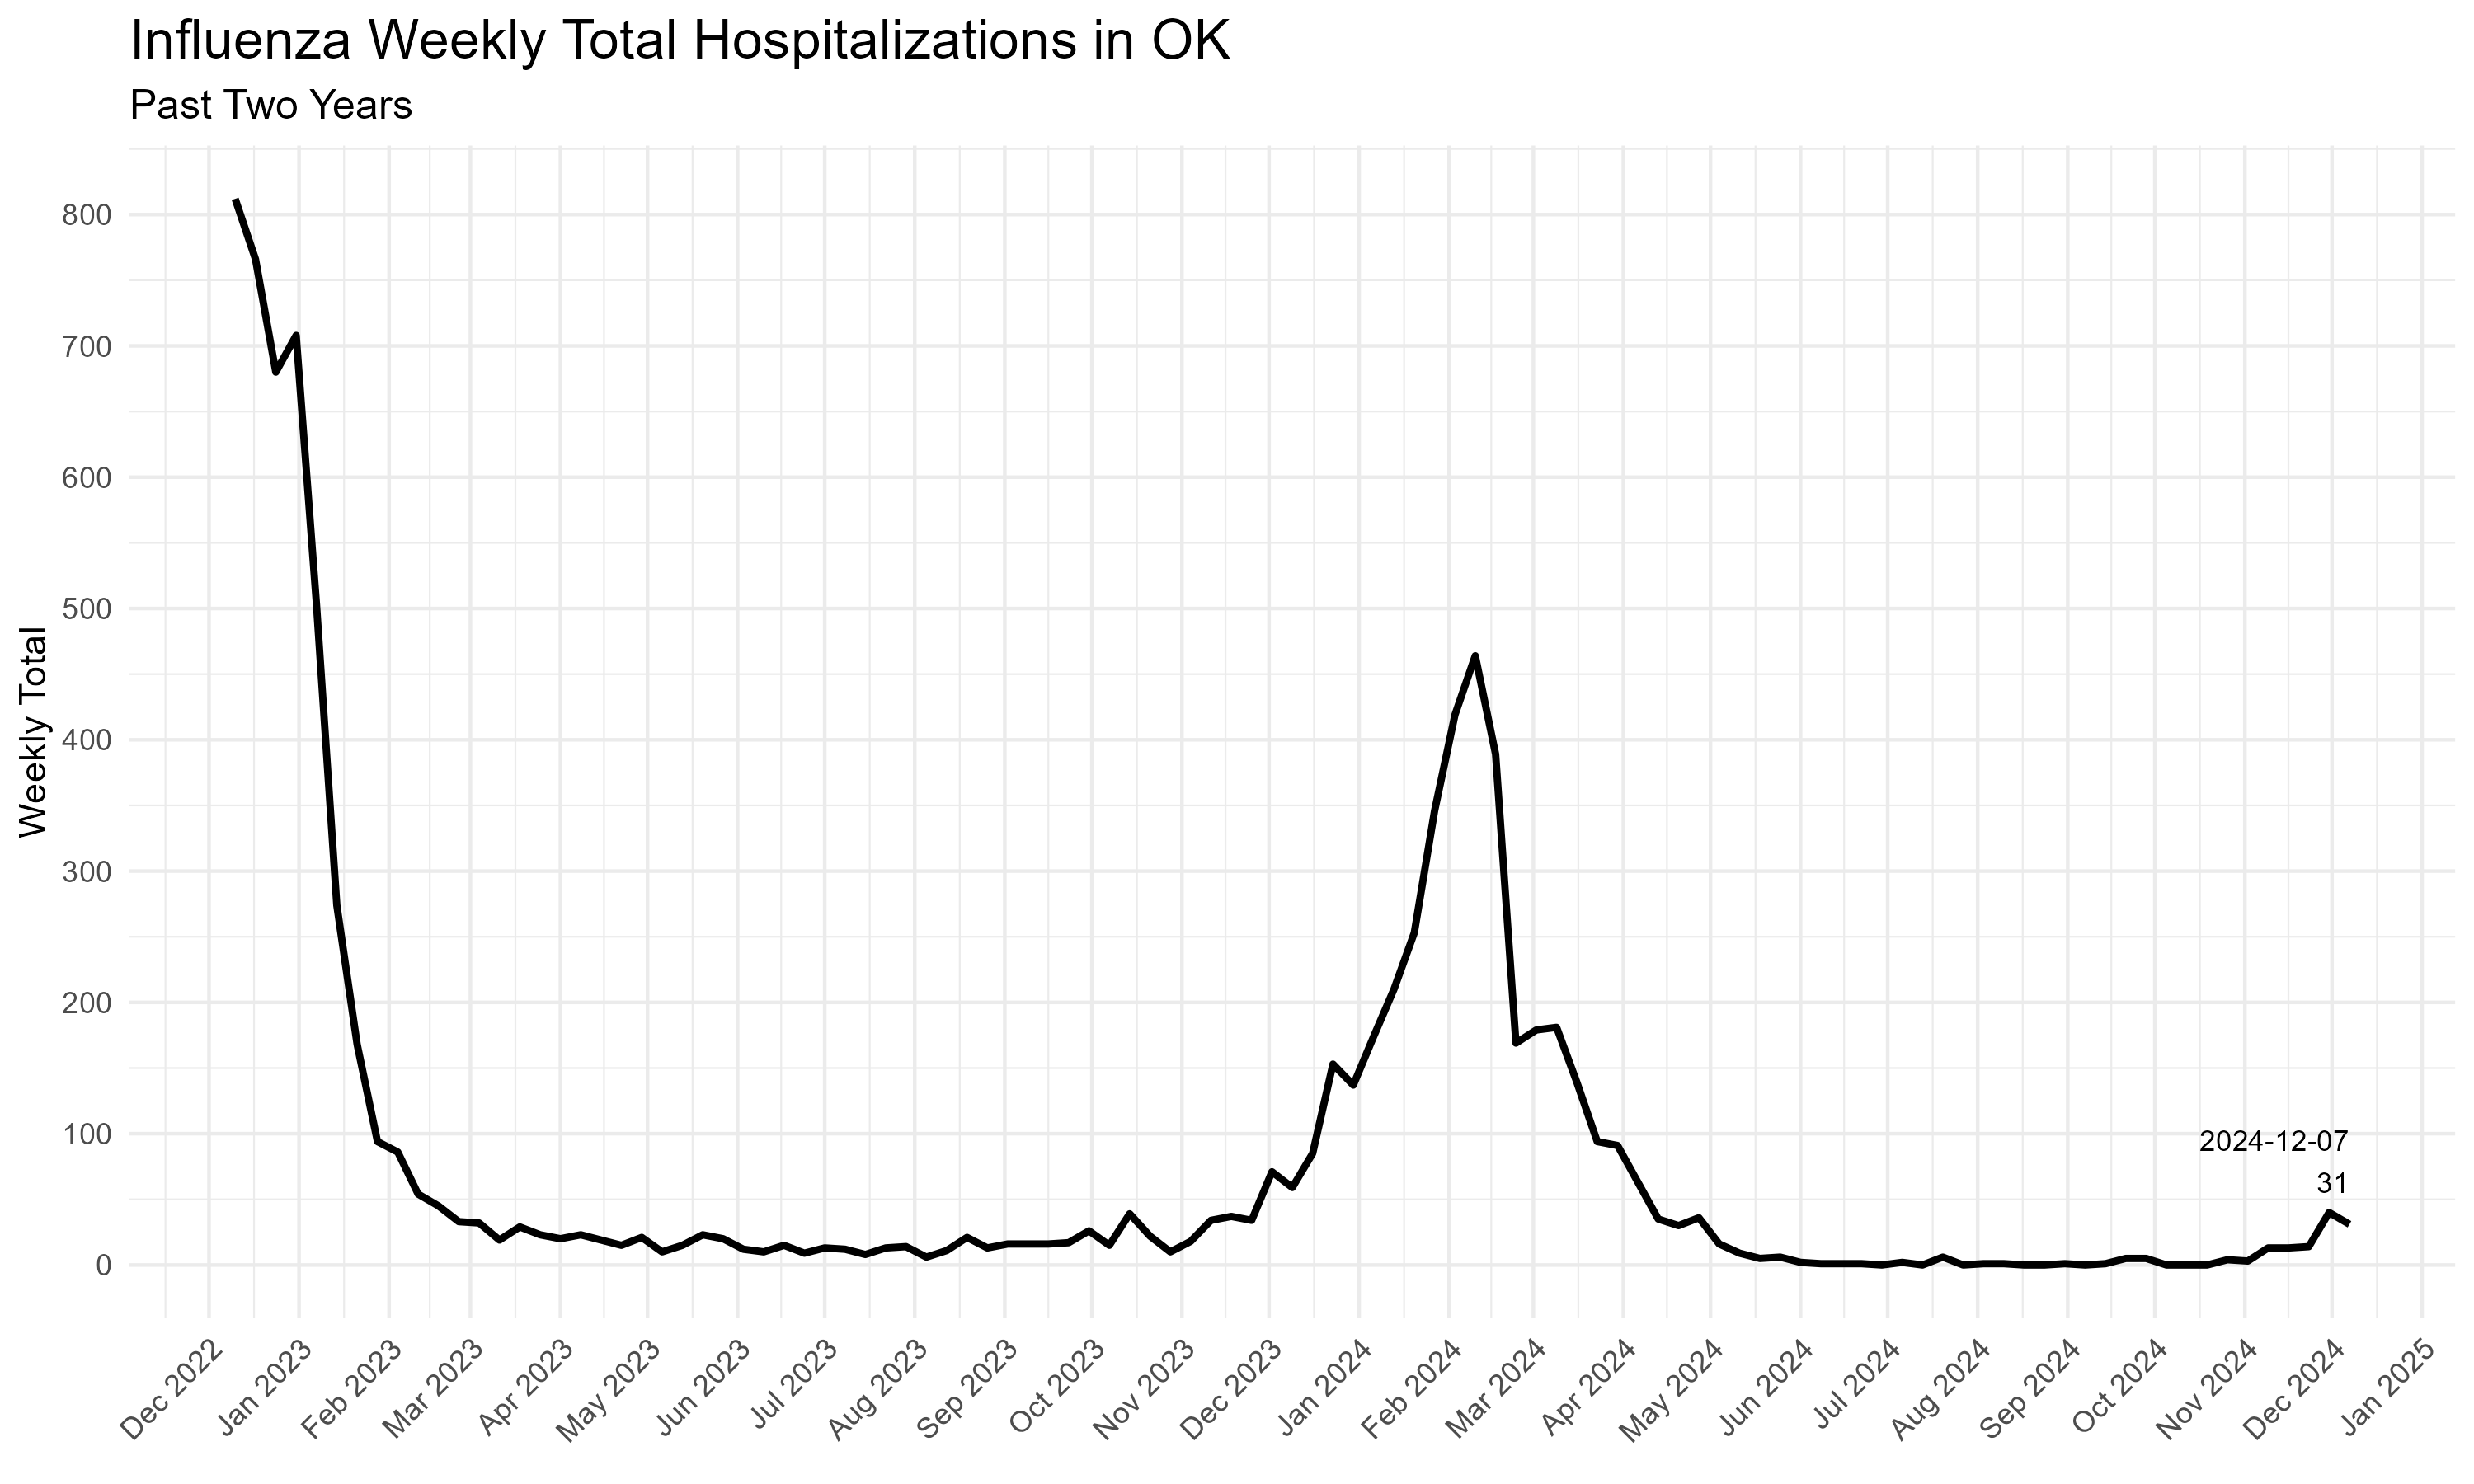 Influenza Weekly Total Hospitalizations in OK
Past Two Years
Weekly Total
800
700
600
500
400
300
200
100
0
2024-12-07
31
Dec 2022
Jan 2023
Feb 2023
Mar 2023
Apr 2023
May 2023
Jun 2023
Jul 2023
Aug 2023
Sep 2023
Oct 2023
Nov 2023
Dec 2023
Jan 2024
Feb 2024
Mar 2024
Apr 2024
May 2024
Jun 2024
Jul 2024
Aug 2024
Sep 2024
Oct 2024
Nov 2024
Dec 2024
Jan 2025